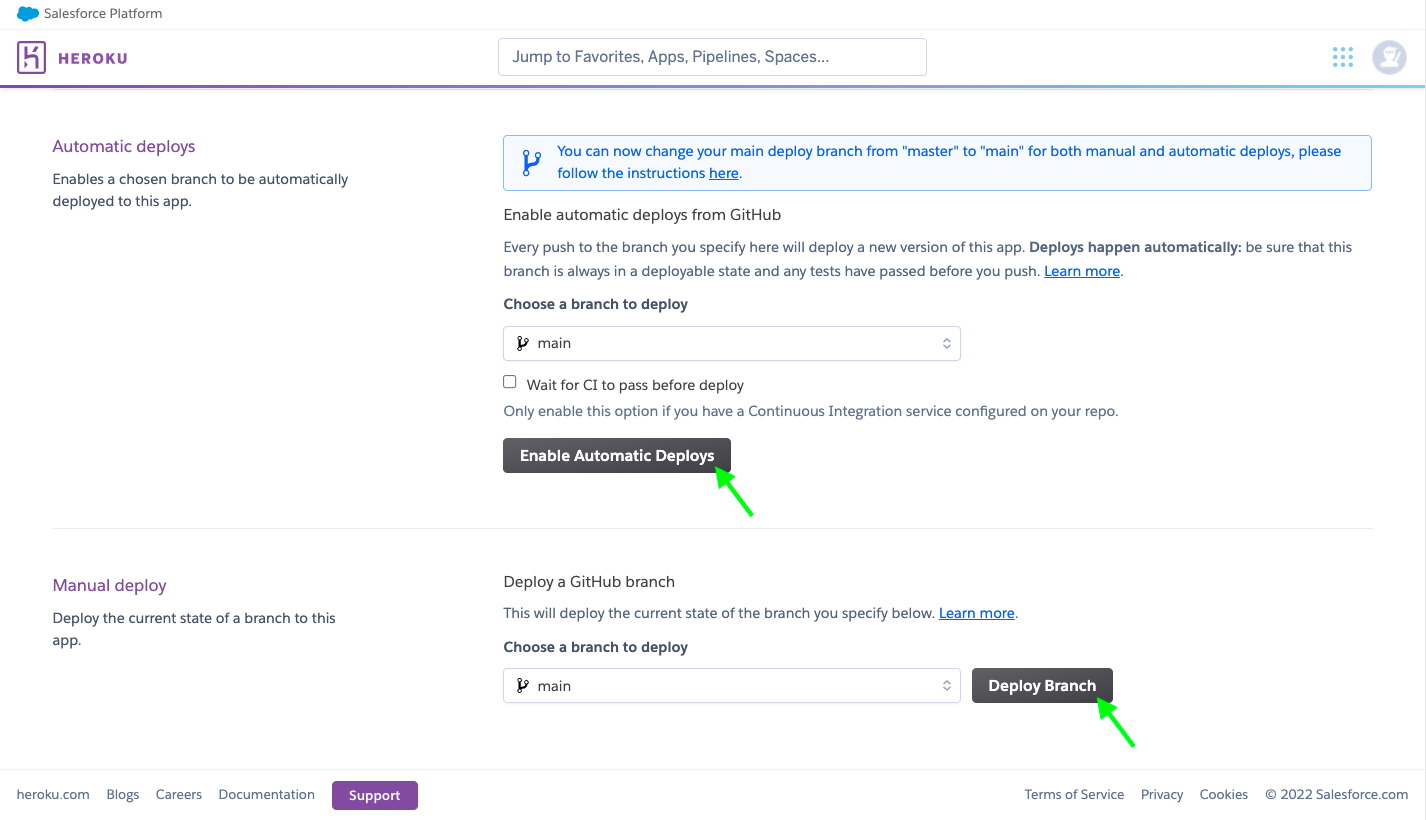 Salesforce Platform
HEROKU
Jump to Favorites, Apps, Pipelines, Spaces...
Automatic deploys
Enables a chosen branch to be automatically
deployed to this app.
You can now change your main deploy branch from "master" to "main" for both manual and automatic deploys, please
follow the instructions here.
Enable automatic deploys from GitHub
Every push to the branch you specify here will deploy a new version of this app. Deploys happen automatically: be sure that this
branch is always in a deployable state and any tests have passed before you push. Learn more.
Choose a branch to deploy
main
Wait for CI to pass before deploy
Only enable this option if you have a Continuous Integration service configured on your repo.
Enable Automatic Deploys
Manual deploy
Deploy the current state of a branch to this
app.
Deploy a GitHub branch
This will deploy the current state of the branch you specify below. Learn more.
Choose a branch to deploy
main
Deploy Branch
heroku.com Blogs Careers Documentation Support Terms of Service Privacy Cookies © 2022 Salesforce.com